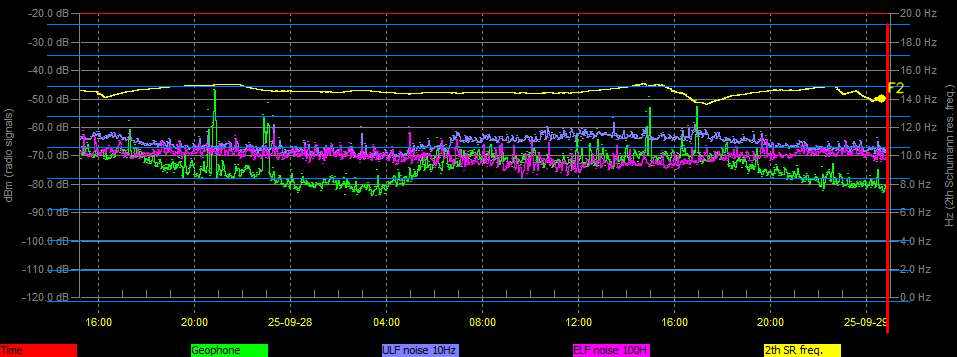 -20.0 dB 20.0 Hz
-30.0 dB 18.0 Hz
-40.0 dB 16.0 Hz
-50.0 dB F2 14.0 Hz
-60.0 dB 12.0 Hz
-70.0 dB 10.0 Hz
-80.0 dB 8.0 Hz
-90.0 dB 6.0 Hz
-100.0 dB 4.0 Hz
-110.0 dB 2.0 Hz
-120.0 dB 0.0 Hz
dBm (radio signals)
Hz (2th Schumann res. freq.)
16:00 20:00 25-09-28 04:00 08:00 12:00 16:00 20:00 25-09-29
Time Geophone ULF noise 10Hz ELF noise 100H 2th SR freq.